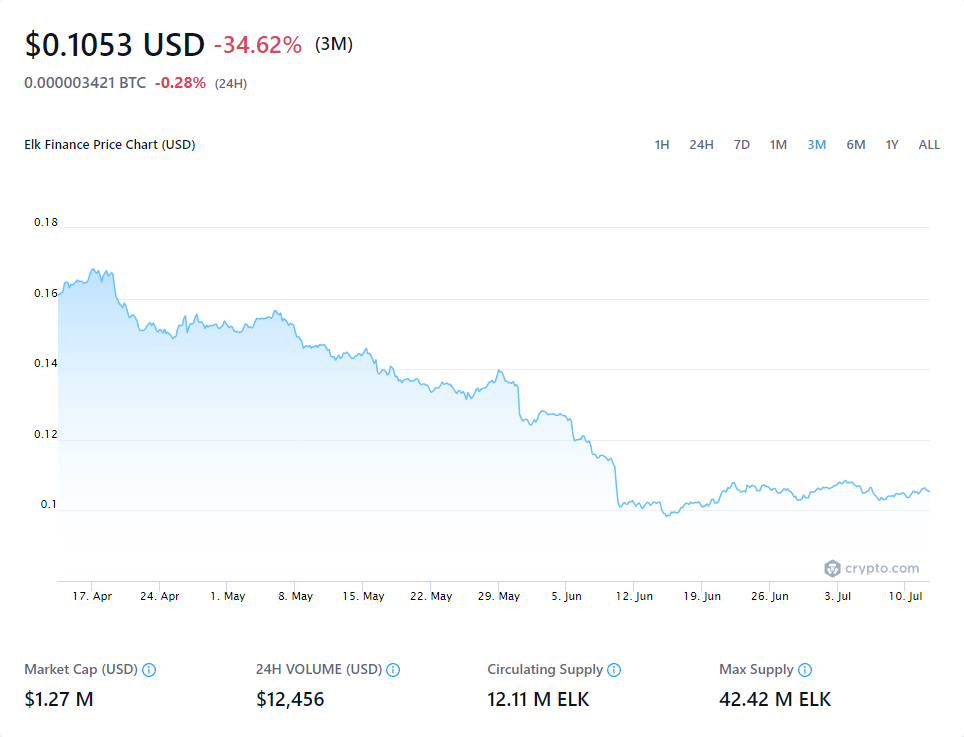 $0.1053 USD -34.62% (3M)
0.000003421 BTC -0.28% (24H)
Elk Finance Price Chart (USD) 1H 24H 7D 1M 3M 6M 1Y ALL
0.18
0.16
0.14
0.12
0.1
crypto.com
17. Apr 24. Apr 1. May 8. May 15. May 22. May 29. May 5. Jun 12. Jun 19. Jun 26. Jun 3. Jul 10. Jul
Market Cap (USD) 24H VOLUME (USD) Circulating Supply Max Supply
$1.27 M $12,456 12.11 M ELK 42.42 M ELK